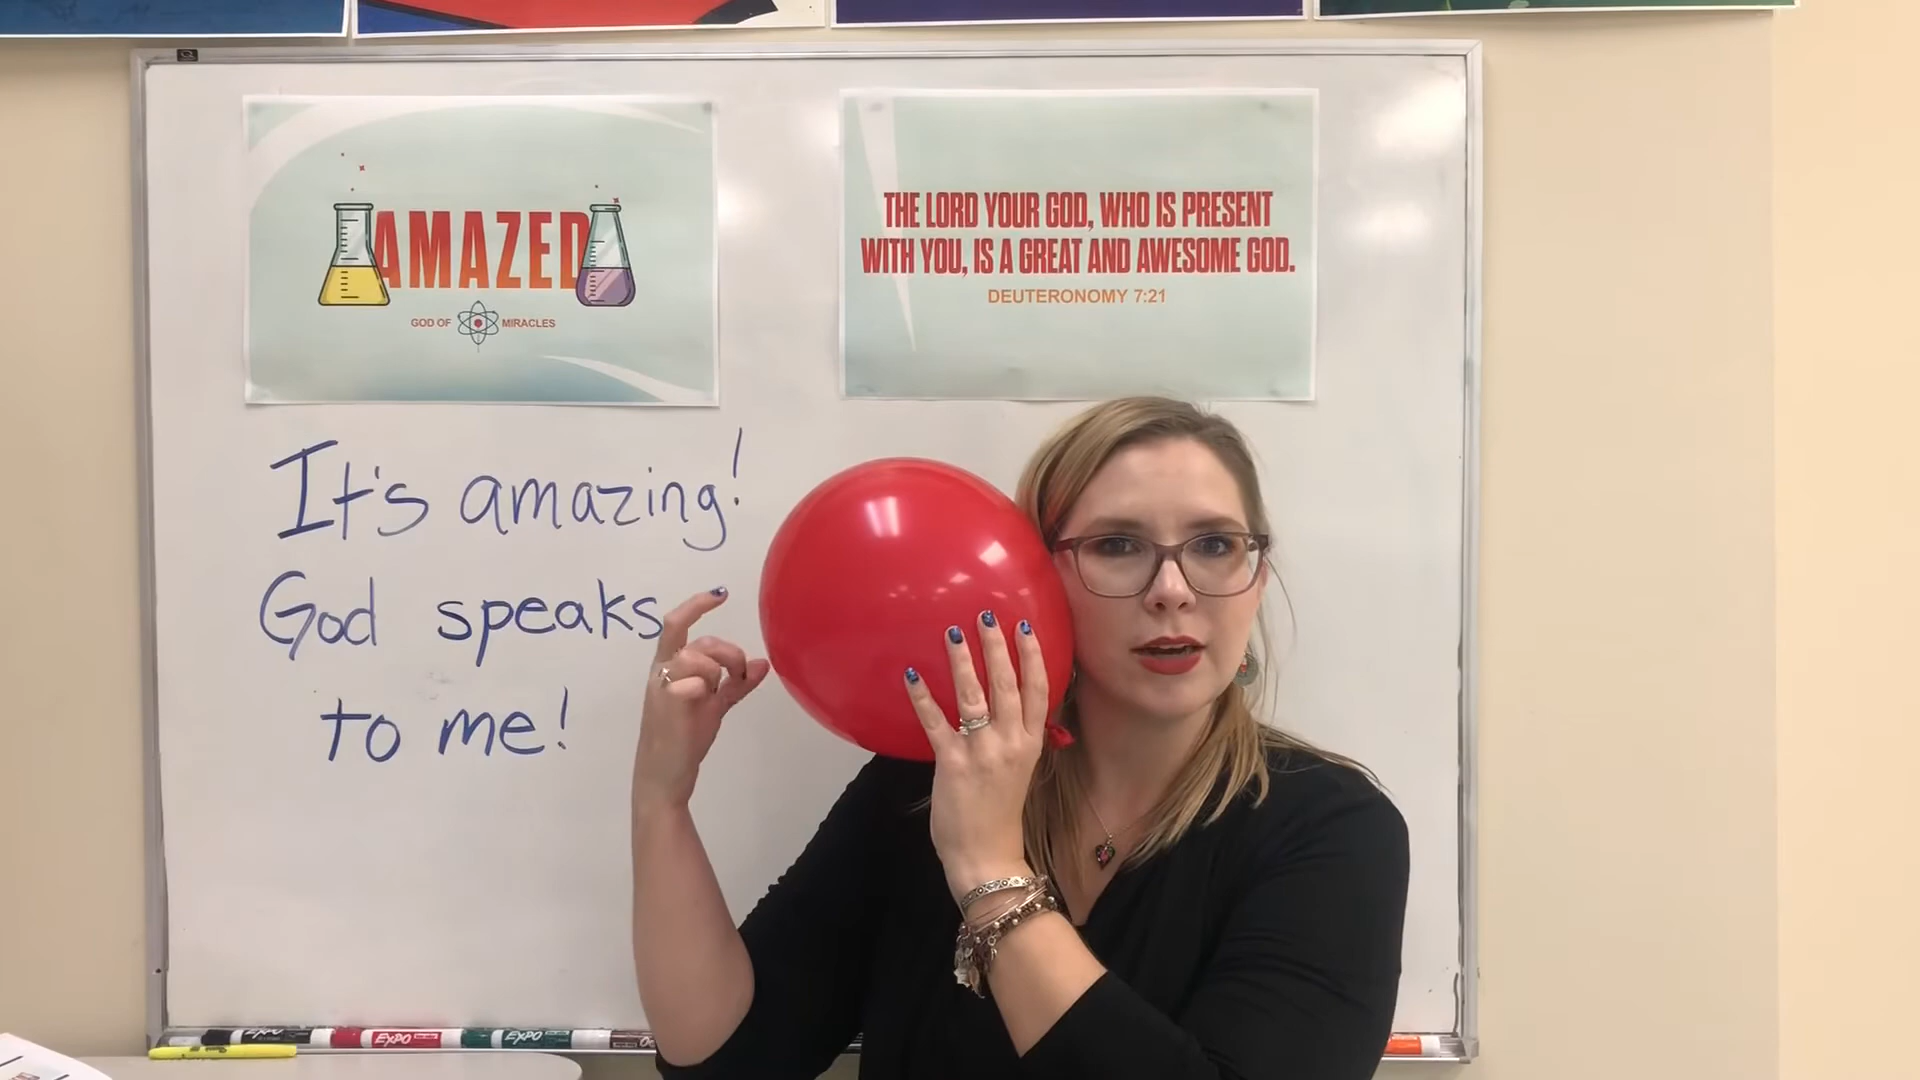 AMAZED
GOD OF MIRACLES
THE LORD YOUR GOD, WHO IS PRESENT
WITH YOU, IS A GREAT AND AWESOME GOD.
DEUTERONOMY 7:21
It's amazing!
God speaks
to me!
EXPO
EXPO
EXPO